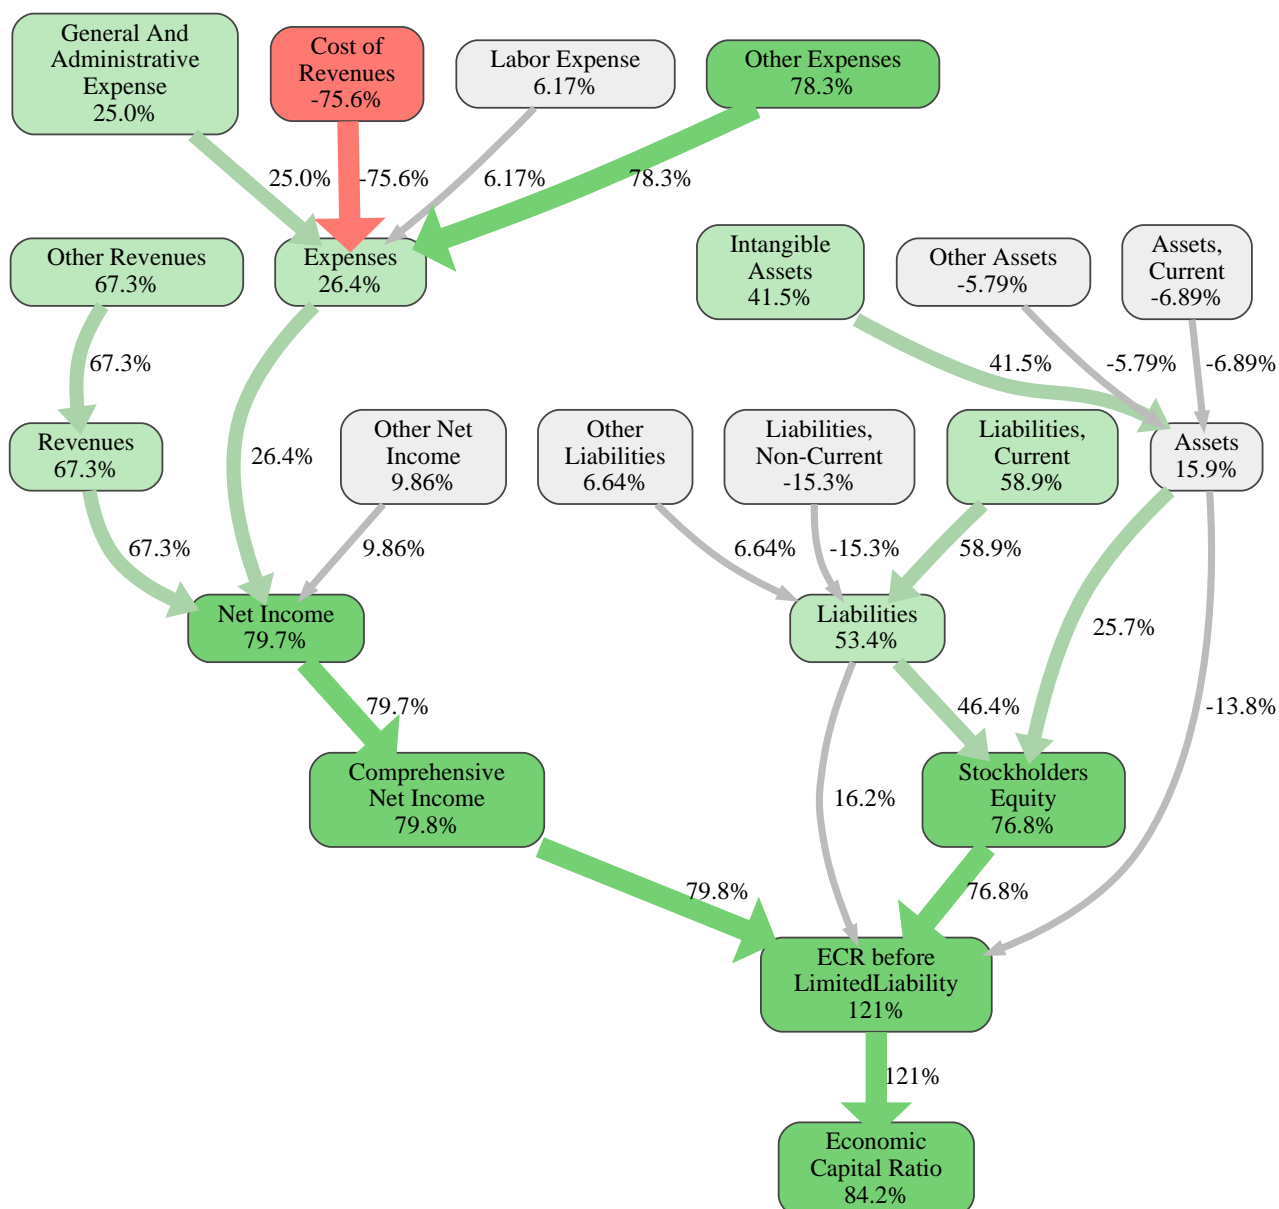 General And
Administrative
Expense
25.0%
Cost of
Revenues
-75.6%
Labor Expense
6.17%
Other Expenses
78.3%
25.0%
-75.6%
6.17%
78.3%
Other Revenues
67.3%
Expenses
26.4%
Intangible
Assets
41.5%
Other Assets
-5.79%
Assets,
Current
-6.89%
67.3%
41.5%
-5.79%
-6.89%
Revenues
67.3%
26.4%
Other Net
Income
9.86%
Other
Liabilities
6.64%
Liabilities,
Non-Current
-15.3%
Liabilities,
Current
58.9%
Assets
15.9%
67.3%
9.86%
6.64%
-15.3%
58.9%
Net Income
79.7%
Liabilities
53.4%
25.7%
79.7%
46.4%
-13.8%
Comprehensive
Net Income
79.8%
16.2%
Stockholders
Equity
76.8%
79.8%
76.8%
ECR before
LimitedLiability
121%
121%
Economic
Capital Ratio
84.2%